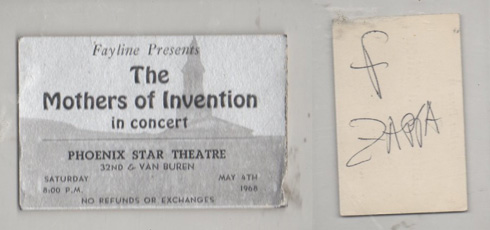 Fayline Presents
The
Mothers of Invention
in concert
PHOENIX STAR THEATRE
32ND & VAN BUREN
SATURDAY MAY 4TH
8:00 P.M. 1968
NO REFUNDS OR EXCHANGES
f
ZAPPA